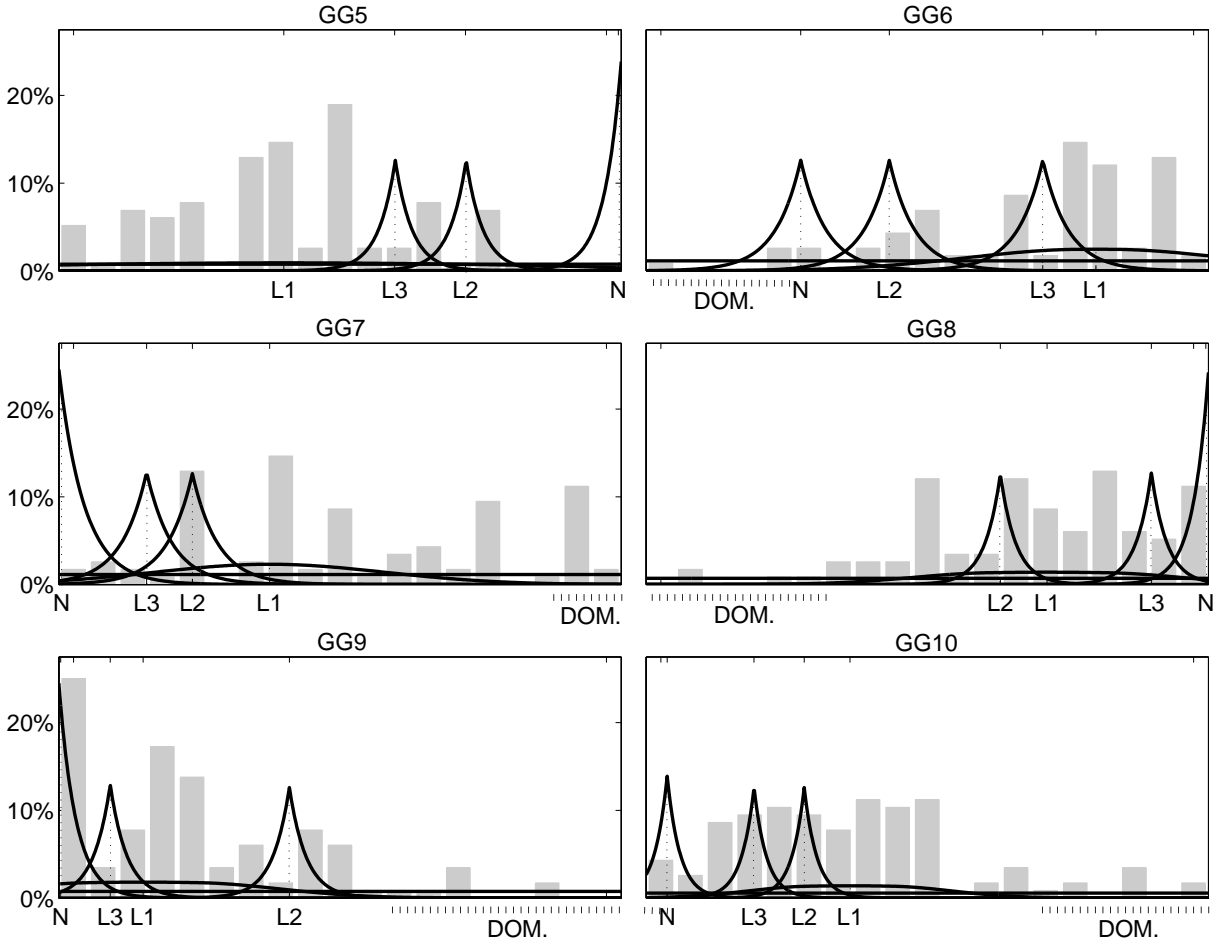 GG5 GG6
20%
10%
0%
L1 L3 L2 N DOM. N L2 L3 L1
GG7 GG8
20%
10%
0%
N L3 L2 L1 DOM. DOM. L2 L1 L3 N
GG9 GG10
20%
10%
0%
N L3 L1 L2 DOM. N L3 L2 L1 DOM.